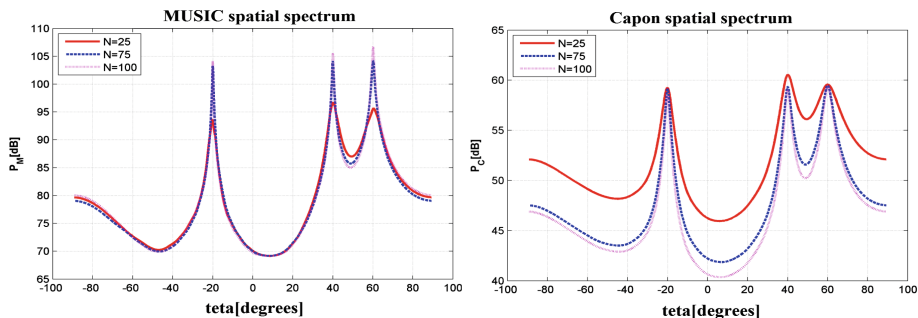 MUSIC spatial spectrum
110
105
100
95
90
85
80
75
70
65
P_M[dB]
N=25
N=75
N=100
-100 -80 -60 -40 -20 0 20 40 60 80 100
teta[degrees]
Capon spatial spectrum
65
60
55
50
45
40
P_C[dB]
N=25
N=75
N=100
-100 -80 -60 -40 -20 0 20 40 60 80 100
teta[degrees]